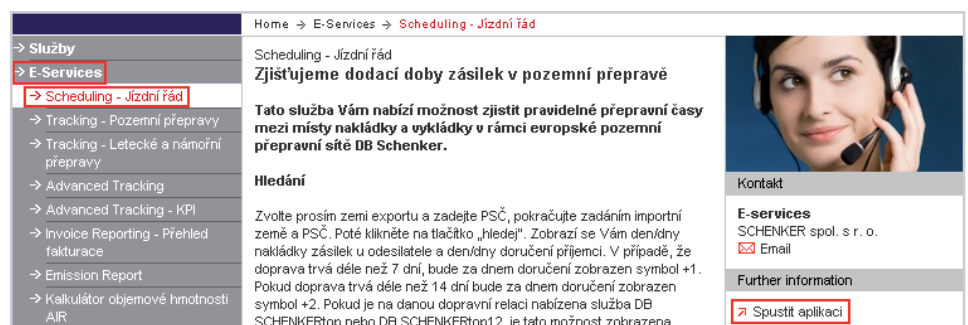 Home → E-Services → Scheduling - Jízdní řád
→ Služby
→ E-Services
→ Scheduling - Jízdní řád
→ Tracking - Pozemní přepravy
→ Tracking - Letecké a námořní
přepravy
→ Advanced Tracking
→ Advanced Tracking - KPI
→ Invoice Reporting - Přehled
fakturace
→ Emission Report
→ Kalkulátor objemové hmotnosti
AIR
Scheduling - Jízdní řád
Zjišťujeme dodací doby zásilek v pozemní přepravě
Tato služba Vám nabízí možnost zjistit pravidelné přepravní časy
mezi místy nakládky a vykládky v rámci evropské pozemní
přepravní sítě DB Schenker.
Hledání
Zvolte prosím zemi exportu a zadejte PSČ, pokračujte zadáním importní
země a PSČ. Poté klikněte na tlačítko „hledej". Zobrazí se Vám den/dny
nakládky zásilek u odesilatele a den/dny doručení příjemci. V případě, že
doprava trvá déle než 7 dní, bude za dnem doručení zobrazen symbol +1.
Pokud doprava trvá déle než 14 dní bude za dnem doručení zobrazen
symbol +2. Pokud je na danou dopravní relaci nabízena služba DB
SCHENKERtop nebo DB SCHENKERtop12, je tato možnost zobrazena
Kontakt
E-services
SCHENKER spol. s r. o.
Email
Further information
Spustit aplikaci